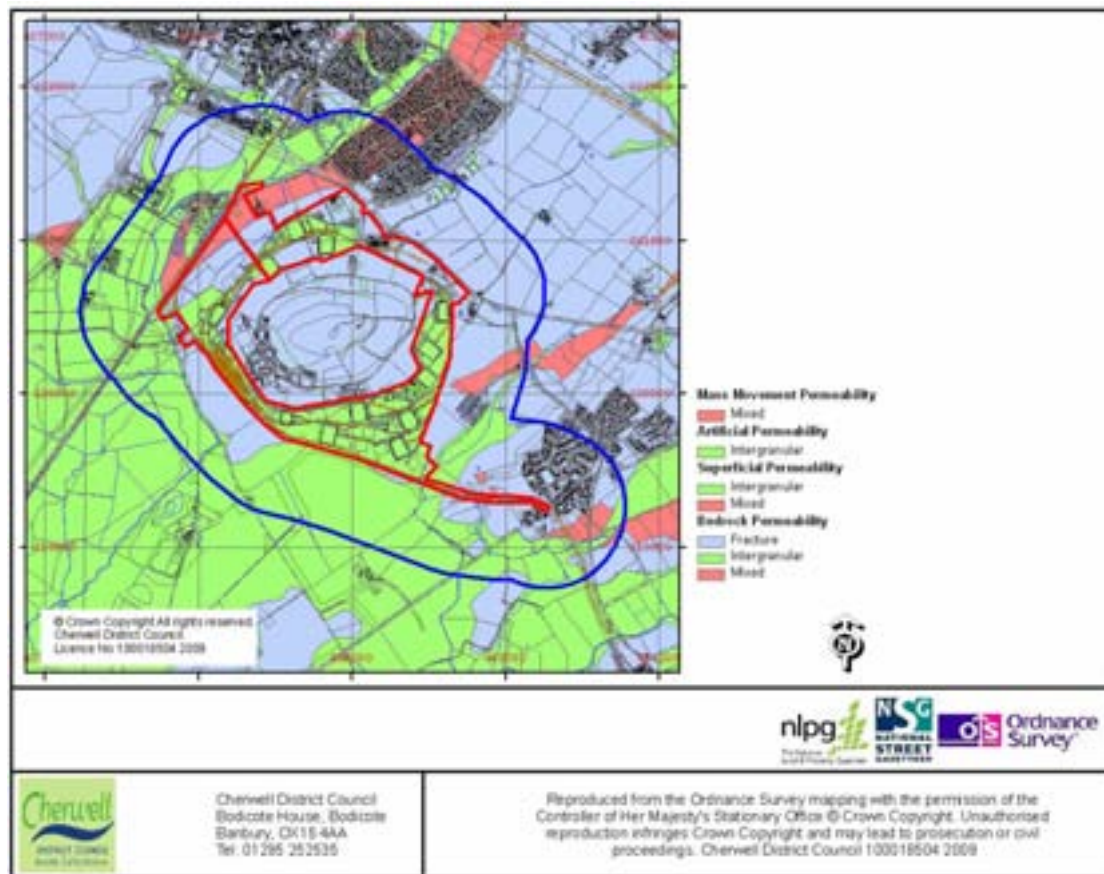 Mass Movement Permeability
Mixed
Artificial Permeability
Intergranular
Superficial Permeability
Intergranular
Mixed
Bedrock Permeability
Fracture
Intergranular
Mixed
© Crown Copyright All rights reserved.
Cherwell District Council
Licence No 100018504 2009
N
nlpg
NSG
NATIONAL
STREET
GAZETTEER
OS Ordnance
Survey
Cherwell
DISTRICT COUNCIL
Cherwell District Council
Bodicote House, Bodicote
Banbury, OX15 4AA
Tel: 01295 252535
Reproduced from the Ordnance Survey mapping with the permission of the
Controller of Her Majesty's Stationary Office © Crown Copyright. Unauthorised
reproduction infringes Crown Copyright and may lead to prosecution or civil
proceedings. Cherwell District Council 100018504 2009